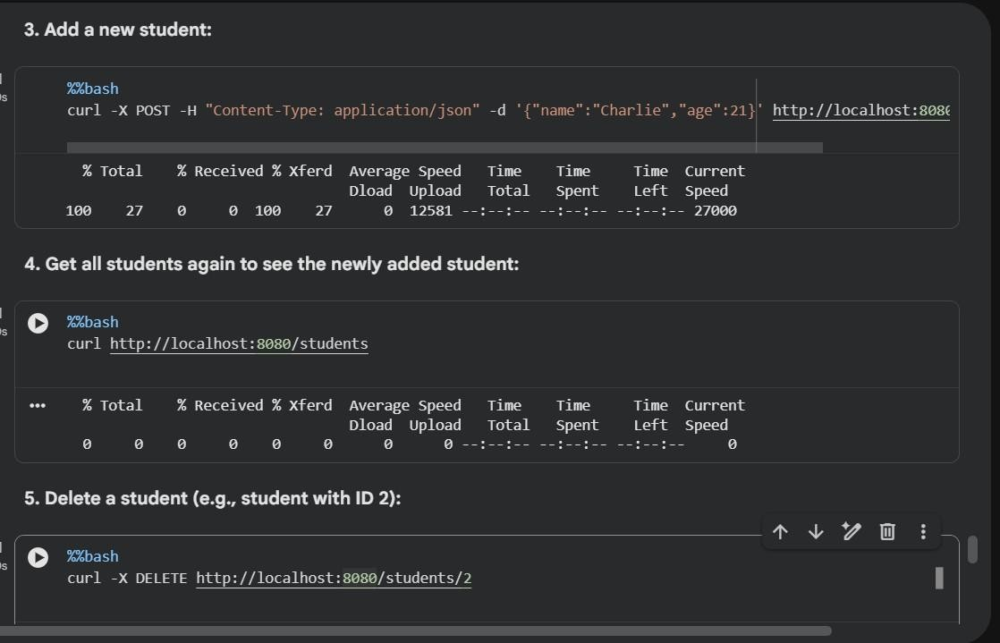 3. Add a new student:
%%bash
curl -X POST -H "Content-Type: application/json" -d '{"name":"Charlie","age":21}' http://localhost:8080
% Total % Received % Xferd Average Speed Time Time Time Current
Dload Upload Total Spent Left Speed
100 27 0 0 100 27 0 12581 --:--:-- --:--:-- --:--:-- 27000
4. Get all students again to see the newly added student:
%%bash
curl http://localhost:8080/students
% Total % Received % Xferd Average Speed Time Time Time Current
Dload Upload Total Spent Left Speed
0 0 0 0 0 0 0 0 --:--:-- --:--:-- --:--:-- 0
5. Delete a student (e.g., student with ID 2):
%%bash
curl -X DELETE http://localhost:8080/students/2